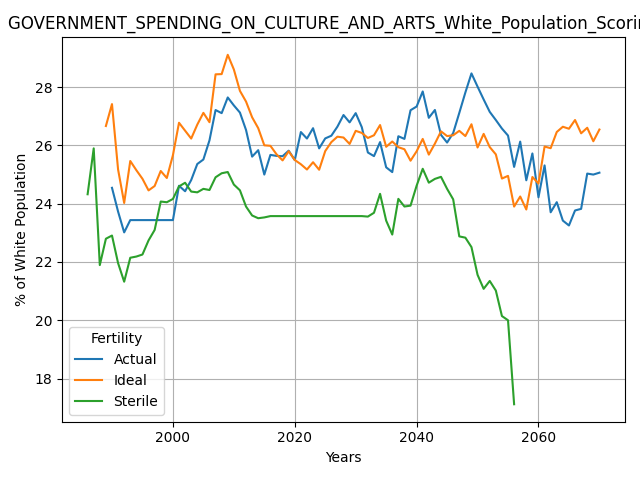 GOVERNMENT_SPENDING_ON_CULTURE_AND_ARTS_White_Population_Scorin
28
26
24
22
20
18
% of White Population
Fertility
Actual
Ideal
Sterile
2000 2020 2040 2060
Years